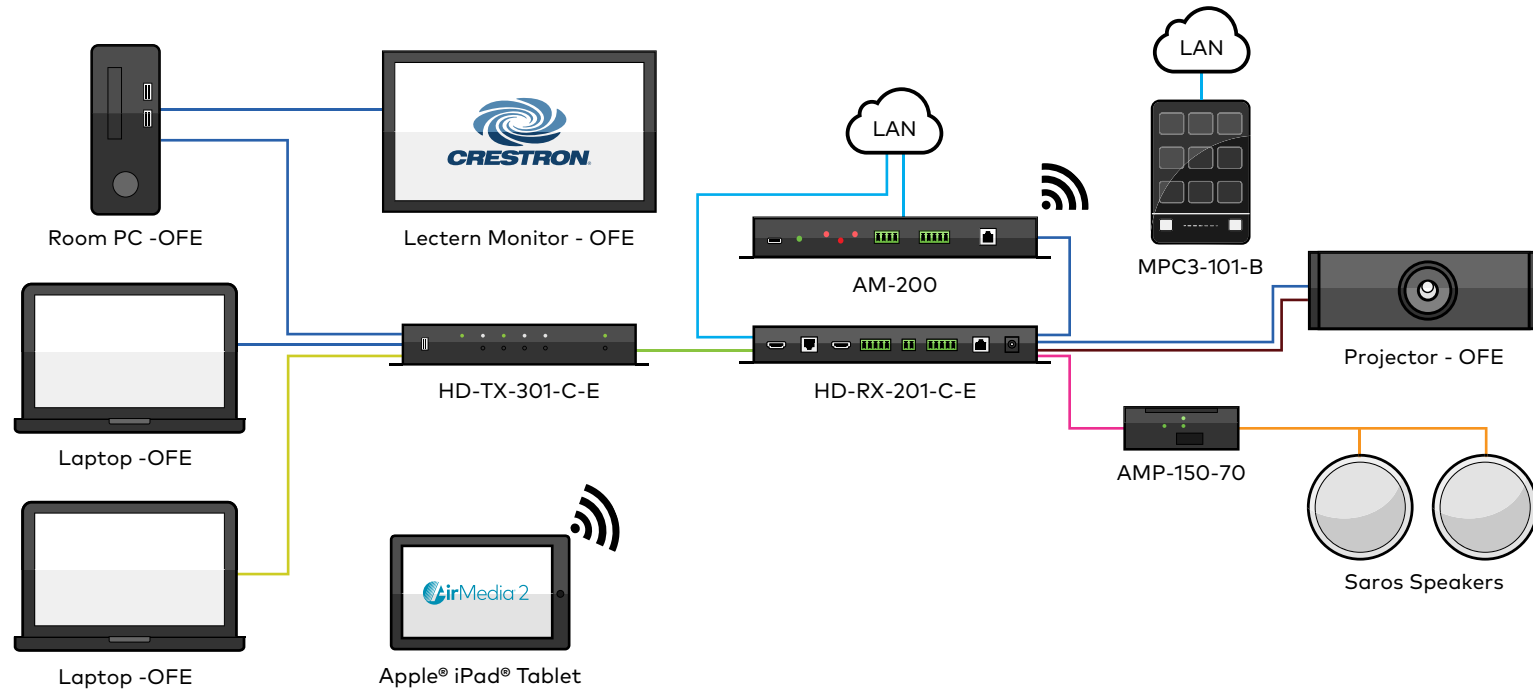 LAN
LAN
CRESTRON.
Room PC -OFE
Lectern Monitor - OFE
AM-200
MPC3-101-B
Projector - OFE
HD-TX-301-C-E
HD-RX-201-C-E
Laptop -OFE
AMP-150-70
AirMedia 2
Saros Speakers
Laptop -OFE
Apple® iPad® Tablet